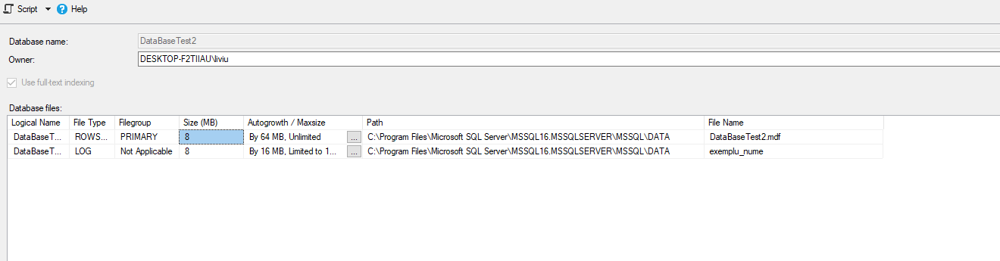 Script Help
Database name: DataBaseTest2
Owner: DESKTOP-F2TIIAU\liviu
Use full-text indexing
Database files:
Logical Name File Type Filegroup Size (MB) Autogrowth / Maxsize Path File Name
DataBaseT... ROWS... PRIMARY 8 By 64 MB, Unlimited ... C:\Program Files\Microsoft SQL Server\MSSQL16.MSSQLSERVER\MSSQL\DATA DataBaseTest2.mdf
DataBaseT... LOG Not Applicable 8 By 16 MB, Limited to 1... ... C:\Program Files\Microsoft SQL Server\MSSQL16.MSSQLSERVER\MSSQL\DATA exemplu_nume